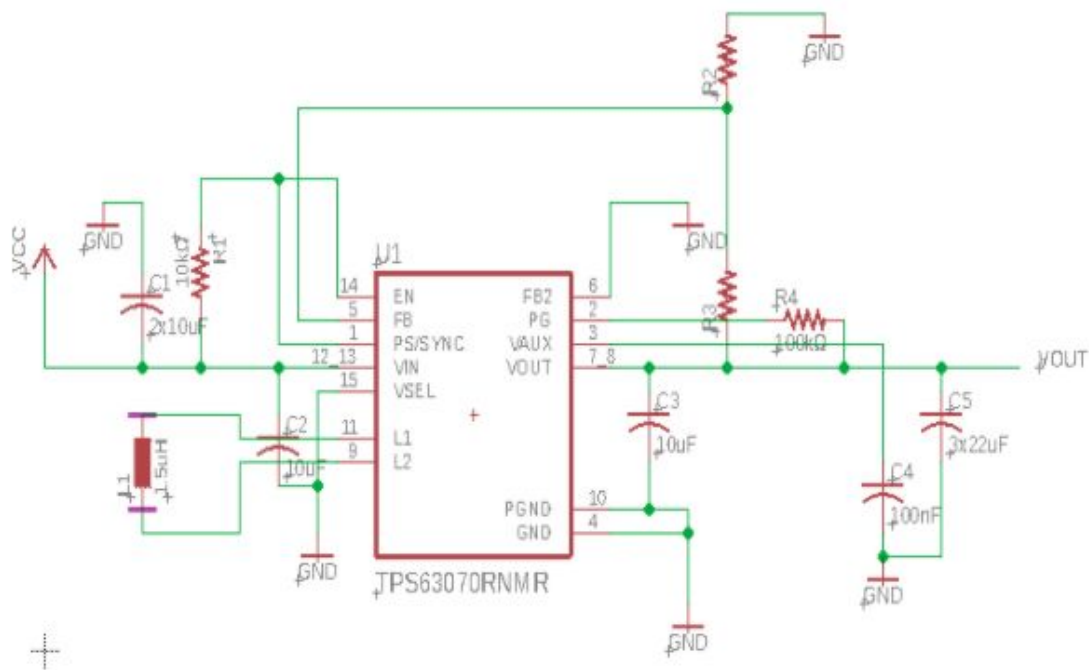 GND
R2
VCC
GND
10kΩ
R1
C1
2x10uF
GND
U1
14
EN
FB2
6
5
FB
PG
2
R3
R4
100kΩ
1
PS/SYNC
VAUX
3
12_13
VIN
VOUT
7_8
VOUT
15
VSEL
C2
10uF
11
L1
9
L2
L1
1.5uH
C3
10uF
C5
3x22uF
C4
100nF
PGND
10
GND
4
GND
TPS63070RNMR
GND
GND